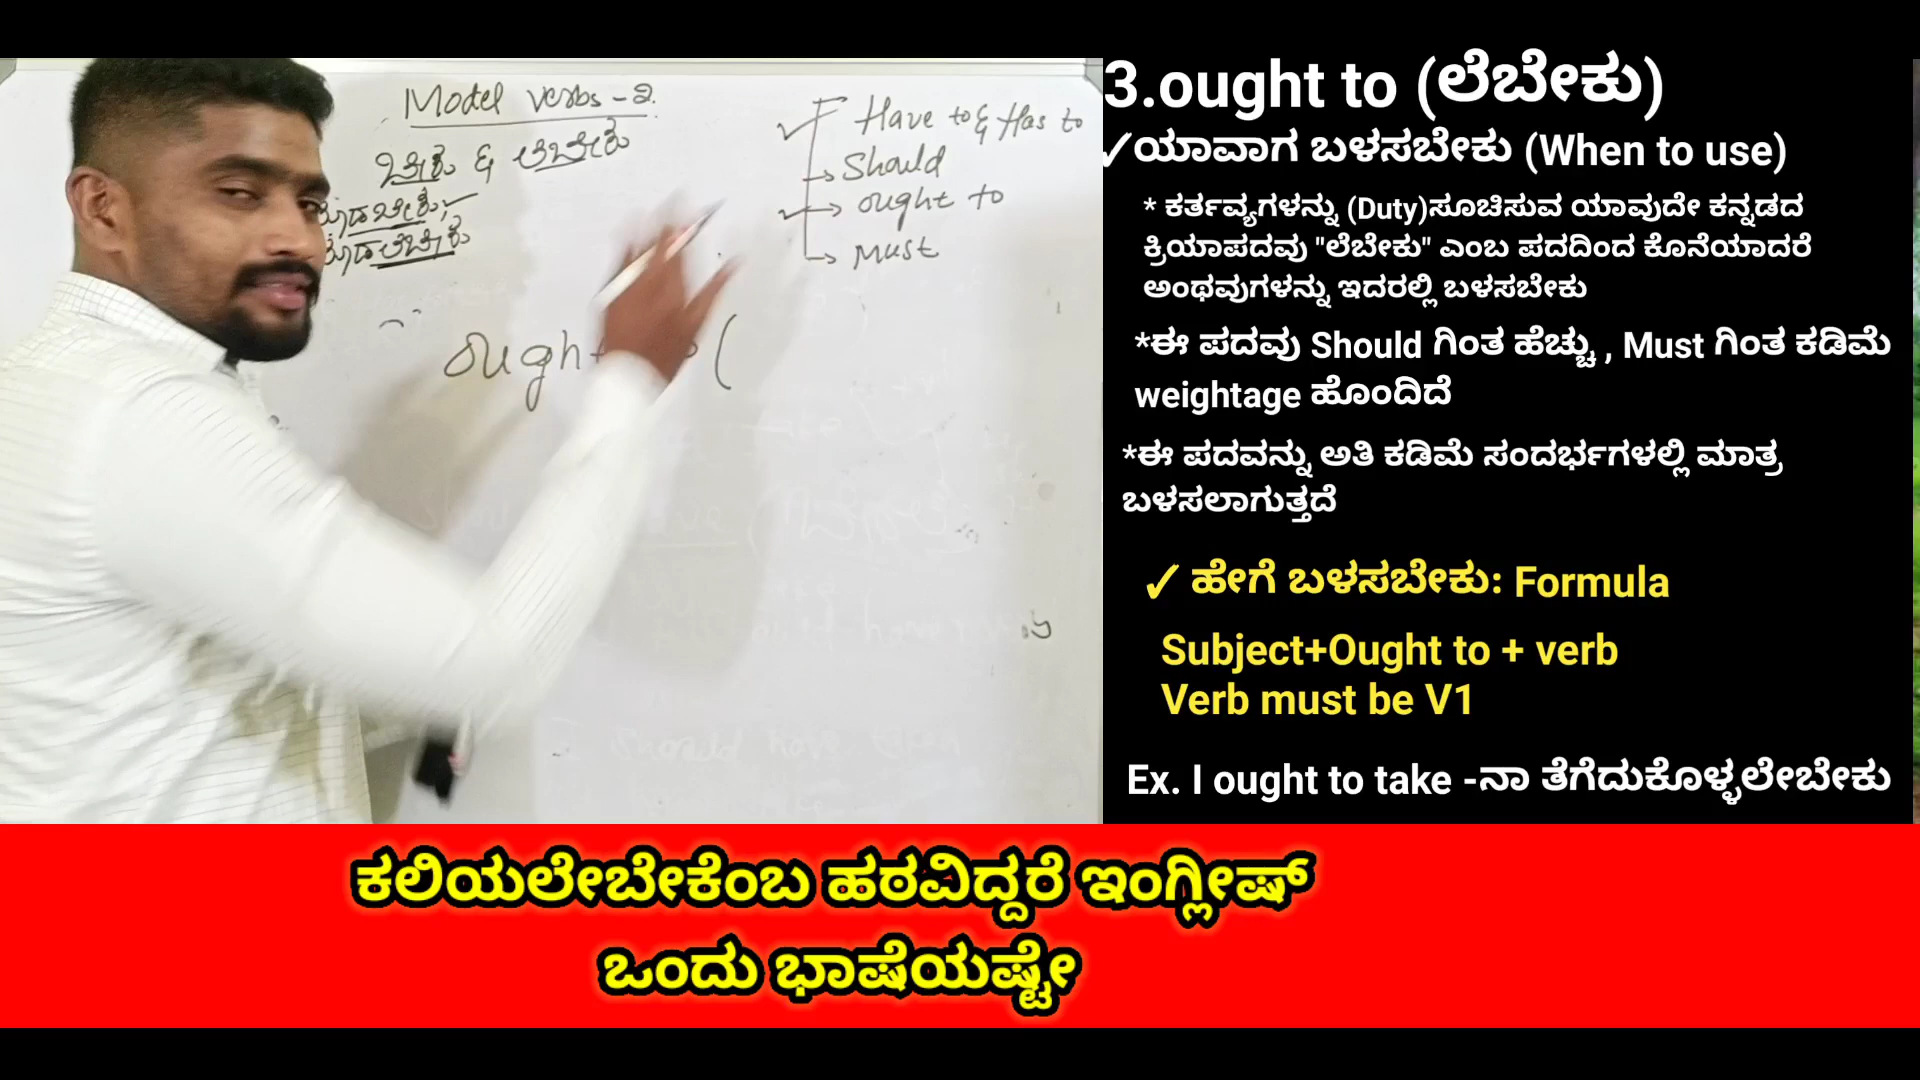 Model verbs - 2.
ಬೇಕು & ಲೆಬೇಕು
Have to & Has to
Should
ought to
Must
ought
(
3.ought to (ಲೆಬೇಕು)
✓ಯಾವಾಗ ಬಳಸಬೇಕು (When to use)
* ಕರ್ತವ್ಯಗಳನ್ನು (Duty)ಸೂಚಿಸುವ ಯಾವುದೇ ಕನ್ನಡದ
ಕ್ರಿಯಾಪದವು "ಲೆಬೇಕು" ಎಂಬ ಪದದಿಂದ ಕೊನೆಯಾದರೆ
ಅಂಥವುಗಳನ್ನು ಇದರಲ್ಲಿ ಬಳಸಬೇಕು
*ಈ ಪದವು Should ಗಿಂತ ಹೆಚ್ಚು , Must ಗಿಂತ ಕಡಿಮೆ
weightage ಹೊಂದಿದೆ
*ಈ ಪದವನ್ನು ಅತಿ ಕಡಿಮೆ ಸಂದರ್ಭಗಳಲ್ಲಿ ಮಾತ್ರ
ಬಳಸಲಾಗುತ್ತದೆ
✓ ಹೇಗೆ ಬಳಸಬೇಕು: Formula
Subject+Ought to + verb
Verb must be V1
Ex. I ought to take -ನಾ ತೆಗೆದುಕೊಳ್ಳಲೇಬೇಕು
ಕಲಿಯಲೇಬೇಕೆಂಬ ಹಠವಿದ್ದರೆ ಇಂಗ್ಲೀಷ್
ಒಂದು ಭಾಷೆಯಷ್ಟೇ